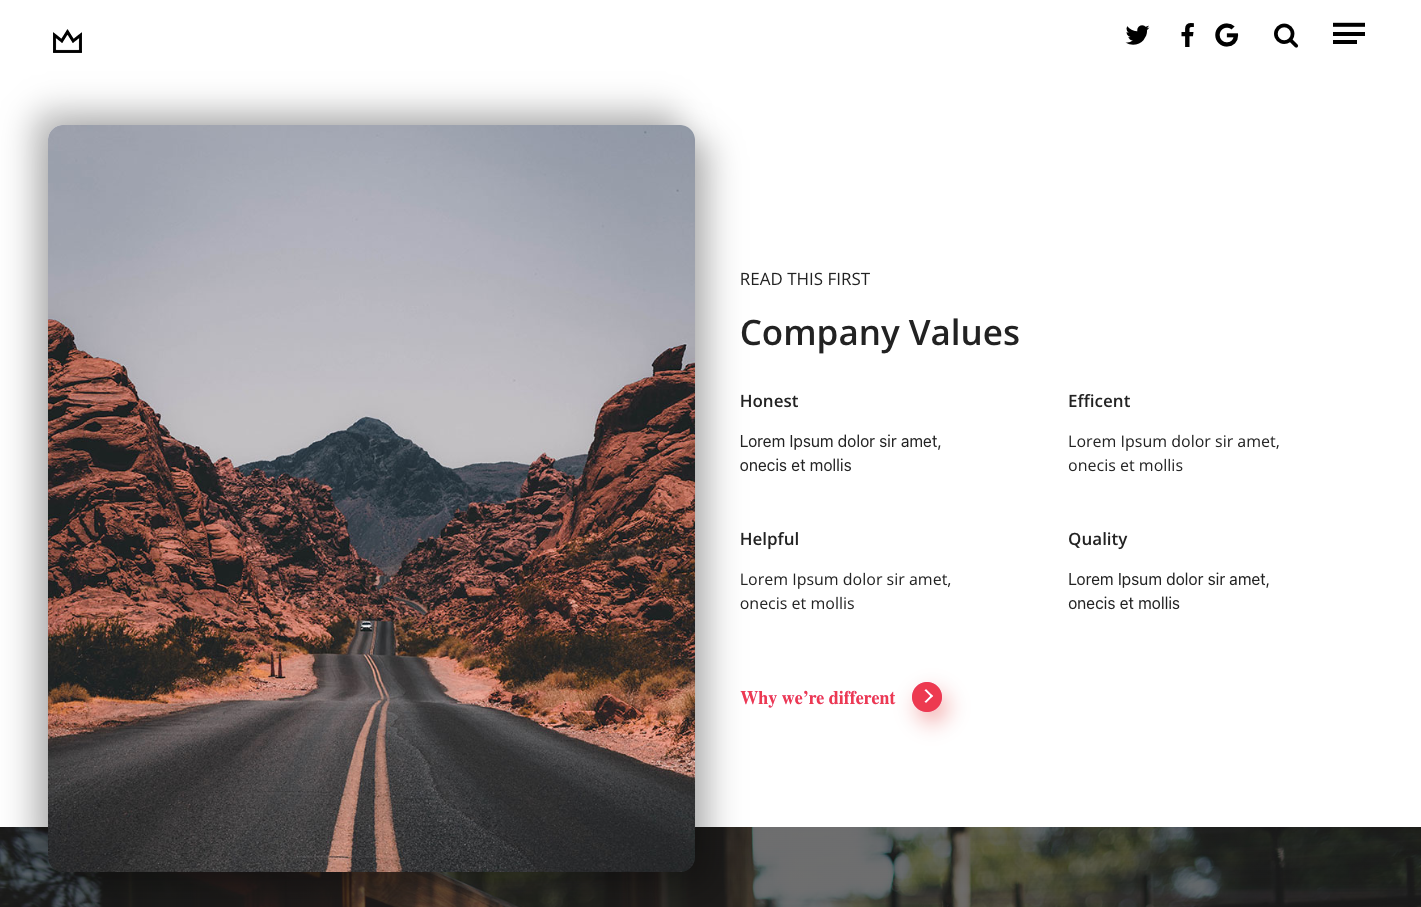 READ THIS FIRST
Company Values
Honest
Lorem Ipsum dolor sir amet,
onecis et mollis
Efficent
Lorem Ipsum dolor sir amet,
onecis et mollis
Helpful
Lorem Ipsum dolor sir amet,
onecis et mollis
Quality
Lorem Ipsum dolor sir amet,
onecis et mollis
Why we’re different